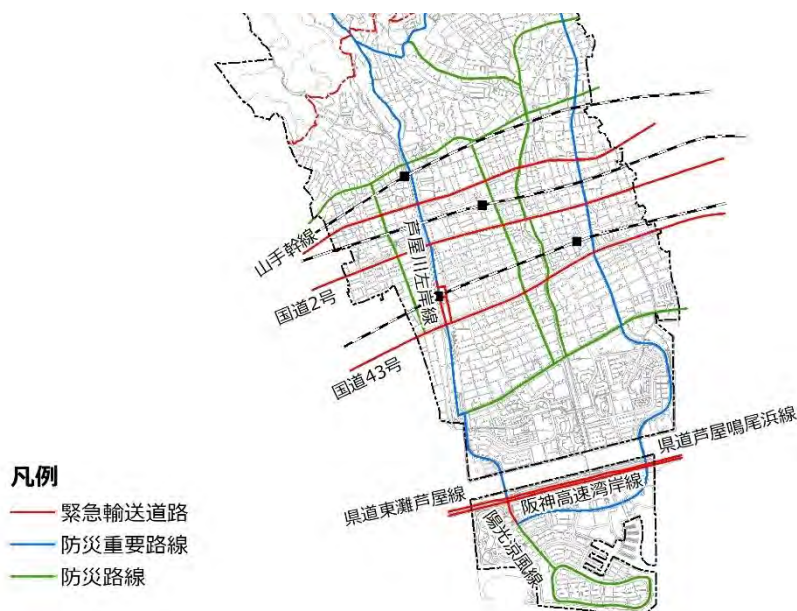 山手幹線
芦屋川左岸線
国道2号
国道43号
県道芦屋鳴尾浜線
県道東灘芦屋線
阪神高速湾岸線
陽光涼風線
凡例
緊急輸送道路
防災重要路線
防災路線